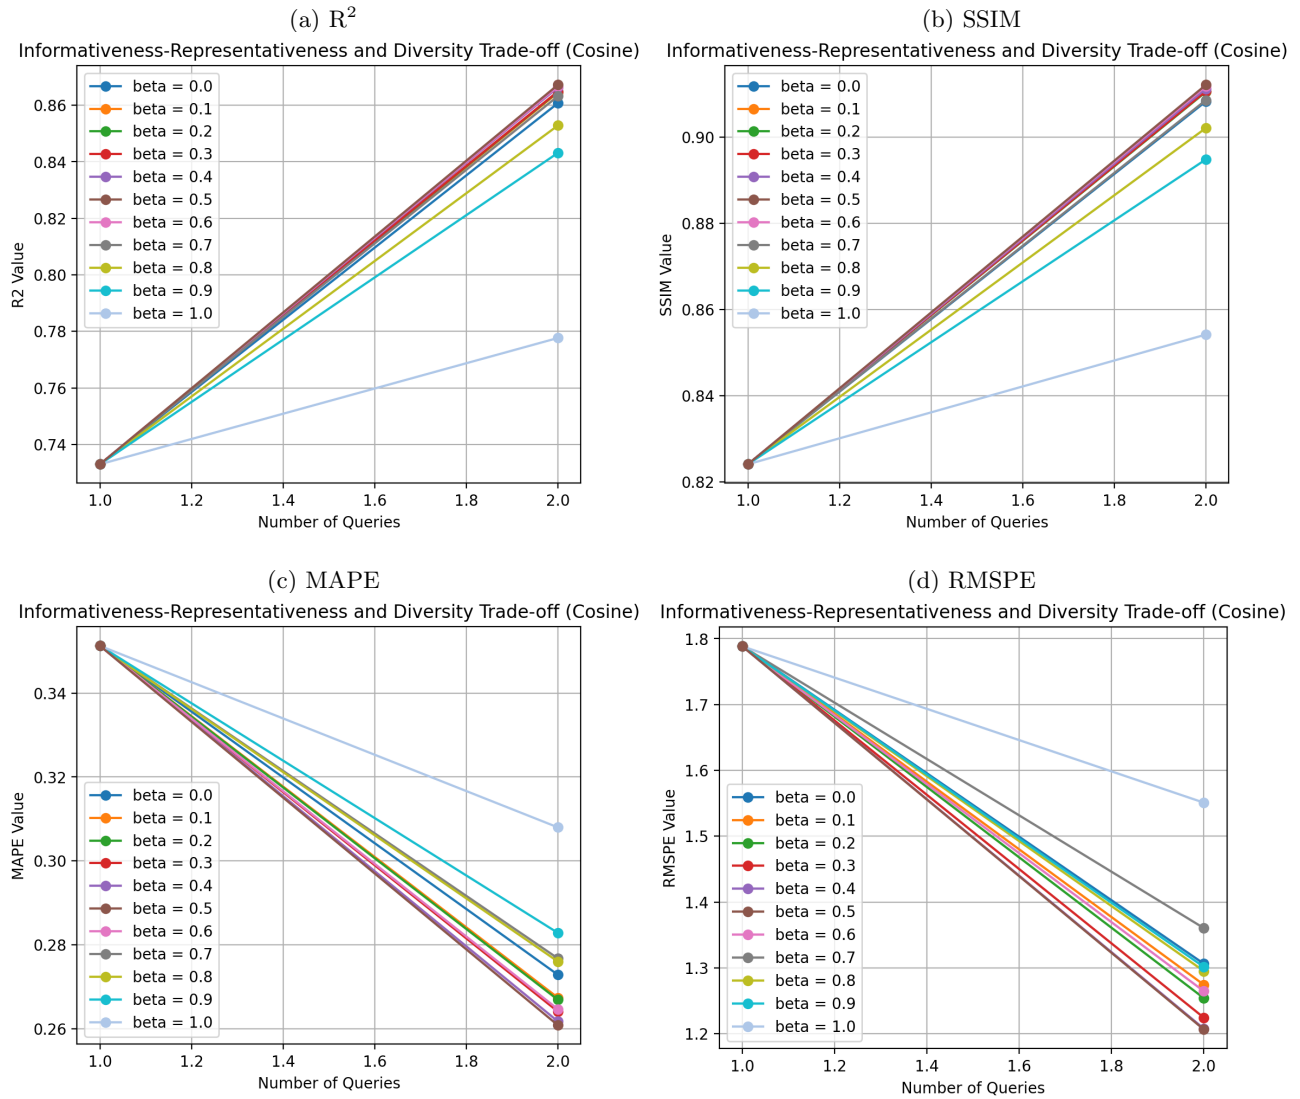 (a) R²
Informativeness-Representativeness and Diversity Trade-off (Cosine)
beta = 0.0
beta = 0.1
beta = 0.2
beta = 0.3
beta = 0.4
beta = 0.5
beta = 0.6
beta = 0.7
beta = 0.8
beta = 0.9
beta = 1.0
0.86
0.84
0.82
0.80
0.78
0.76
0.74
R2 Value
1.0 1.2 1.4 1.6 1.8 2.0
Number of Queries
(b) SSIM
Informativeness-Representativeness and Diversity Trade-off (Cosine)
beta = 0.0
beta = 0.1
beta = 0.2
beta = 0.3
beta = 0.4
beta = 0.5
beta = 0.6
beta = 0.7
beta = 0.8
beta = 0.9
beta = 1.0
0.90
0.88
0.86
0.84
0.82
SSIM Value
1.0 1.2 1.4 1.6 1.8 2.0
Number of Queries
(c) MAPE
Informativeness-Representativeness and Diversity Trade-off (Cosine)
0.34
0.32
0.30
0.28
0.26
MAPE Value
beta = 0.0
beta = 0.1
beta = 0.2
beta = 0.3
beta = 0.4
beta = 0.5
beta = 0.6
beta = 0.7
beta = 0.8
beta = 0.9
beta = 1.0
1.0 1.2 1.4 1.6 1.8 2.0
Number of Queries
(d) RMSPE
Informativeness-Representativeness and Diversity Trade-off (Cosine)
1.8
1.7
1.6
1.5
1.4
1.3
1.2
RMSPE Value
beta = 0.0
beta = 0.1
beta = 0.2
beta = 0.3
beta = 0.4
beta = 0.5
beta = 0.6
beta = 0.7
beta = 0.8
beta = 0.9
beta = 1.0
1.0 1.2 1.4 1.6 1.8 2.0
Number of Queries